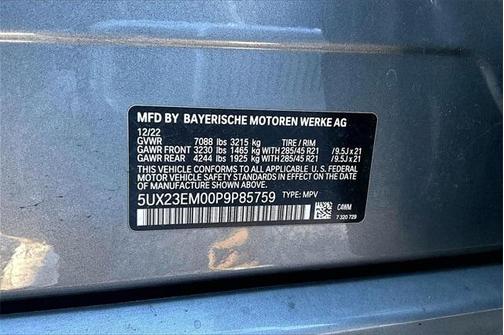 MFD BY BAYERISCHE MOTOREN WERKE AG
12/22
GVWR 7088 lbs 3215 kg TIRE / RIM
GAWR FRONT 3230 lbs 1465 kg WITH 285/45 R21 /9.5J x 21
GAWR REAR 4244 lbs 1925 kg WITH 285/45 R21 /9.5J x 21
THIS VEHICLE CONFORMS TO ALL APPLICABLE
FEDERAL MOTOR VEHICLE SAFETY STANDARDS
IN EFFECT ON THE DATE OF MANUFACTURE SHOWN ABOVE.
5UX23EM00P9P85759 TYPE: MPV
C4WM
7 320 729